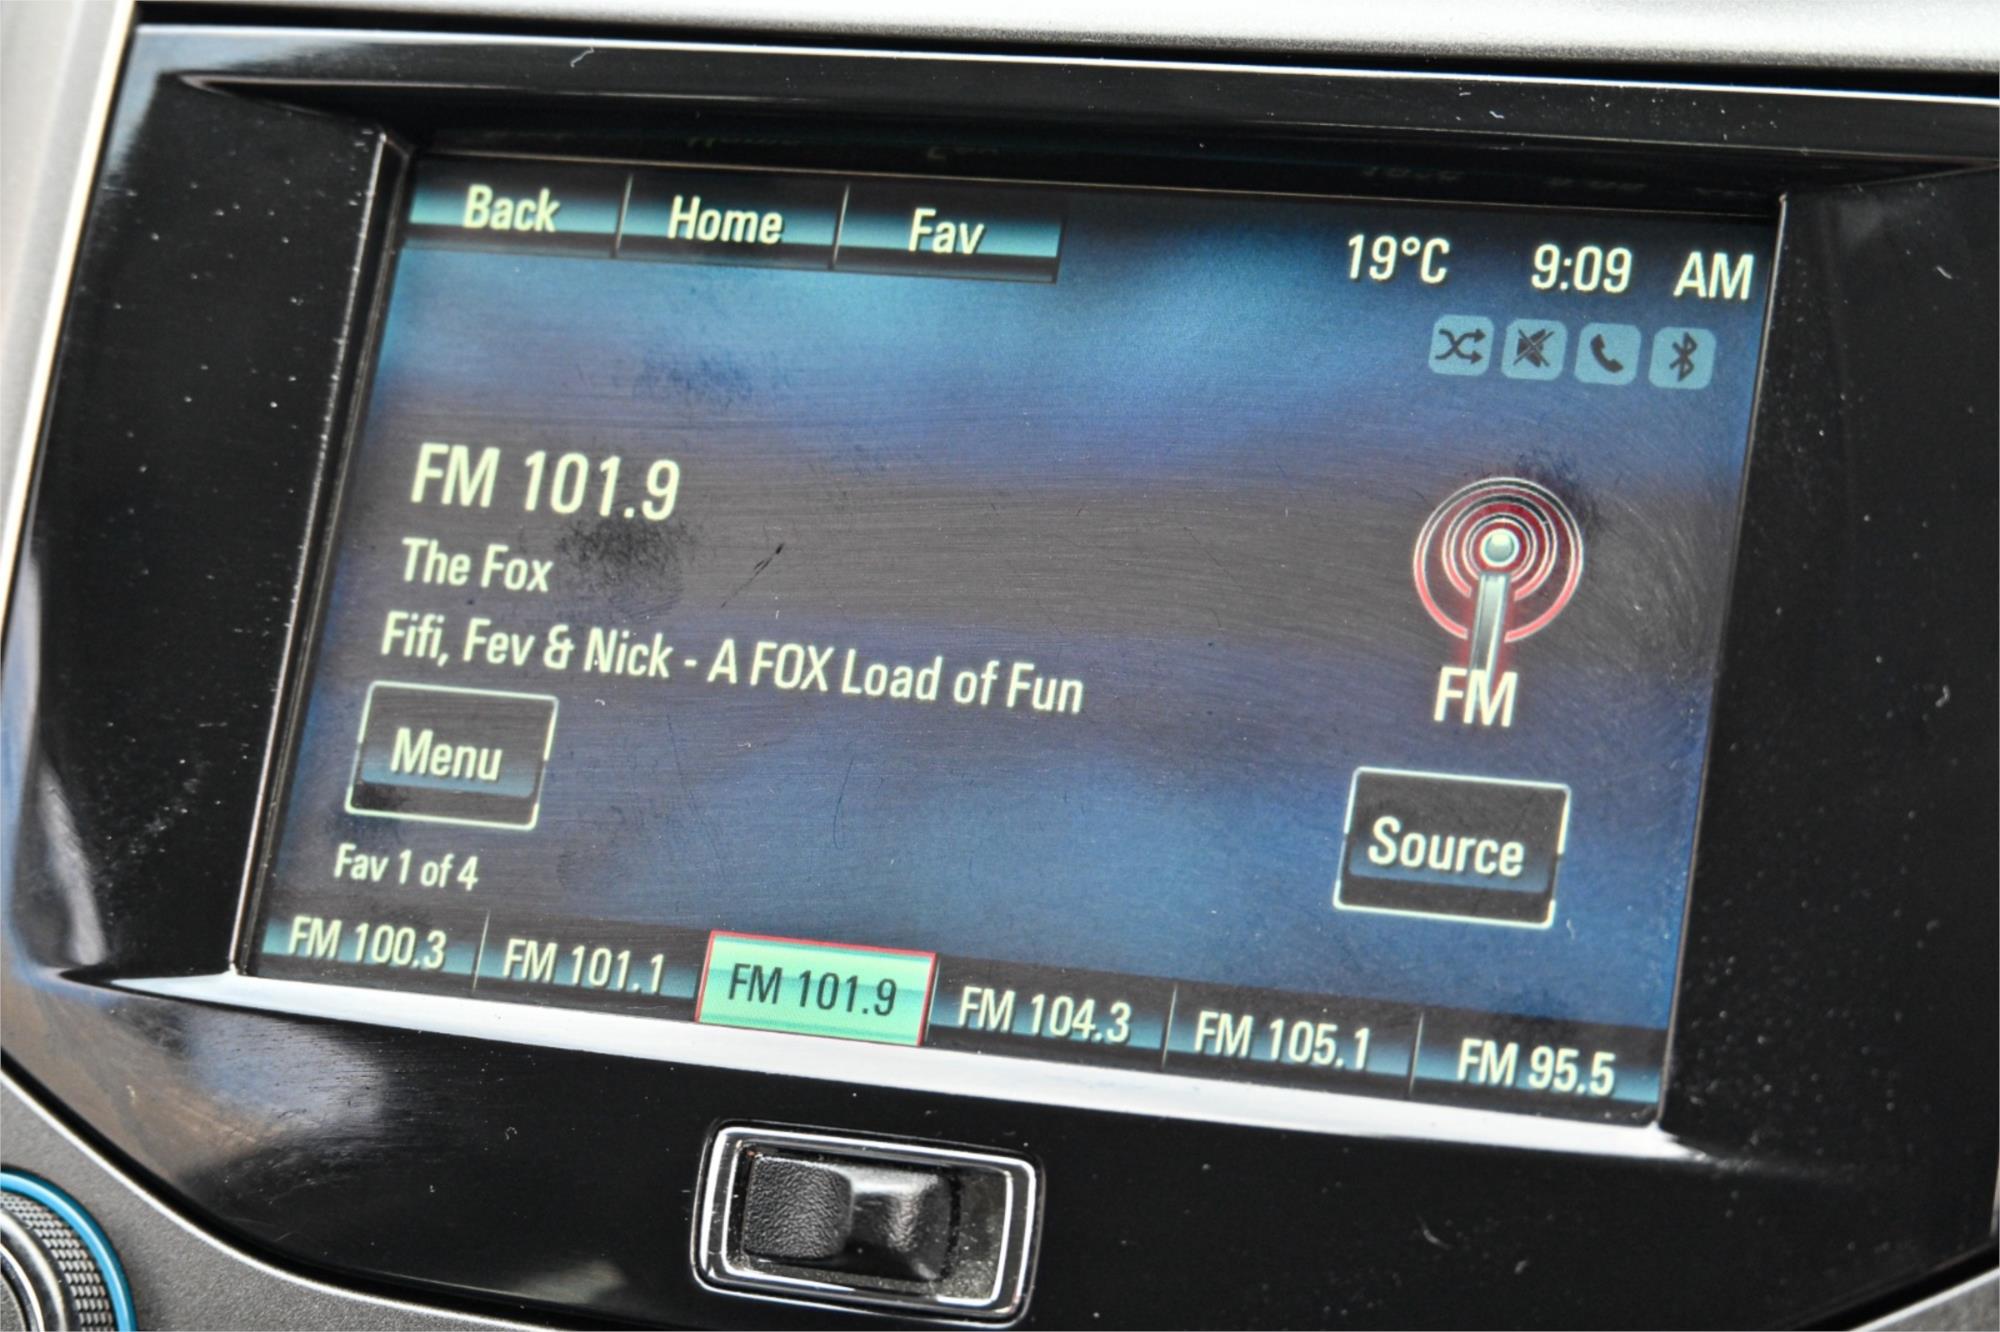 Back Home Fav 19°C 9:09 AM
FM 101.9
The Fox
Fifi, Fev & Nick - A FOX Load of Fun
FM
Menu
Source
Fav 1 of 4
FM 100.3 FM 101.1 FM 101.9 FM 104.3 FM 105.1 FM 95.5